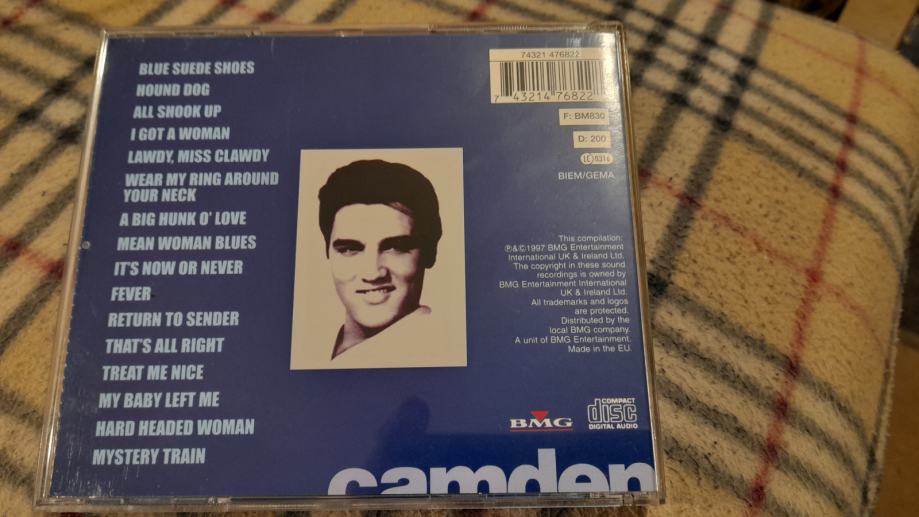 BLUE SUEDE SHOES
HOUND DOG
ALL SHOOK UP
I GOT A WOMAN
LAWDY, MISS CLAWDY
WEAR MY RING AROUND
YOUR NECK
A BIG HUNK O' LOVE
MEAN WOMAN BLUES
IT'S NOW OR NEVER
FEVER
RETURN TO SENDER
THAT'S ALL RIGHT
TREAT ME NICE
MY BABY LEFT ME
HARD HEADED WOMAN
MYSTERY TRAIN
74321 476822
7 43214 76822
F: BM830
D: 200
LC 0316
BIEM/GEMA
This compilation:
℗&©1997 BMG Entertainment
International UK & Ireland Ltd.
The copyright in these sound
recordings is owned by
BMG Entertainment International
UK & Ireland Ltd.
All trademarks and logos
are protected.
Distributed by the
local BMG company.
A unit of BMG Entertainment.
Made in the EU.
BMG
COMPACT
disc
DIGITAL AUDIO
camden